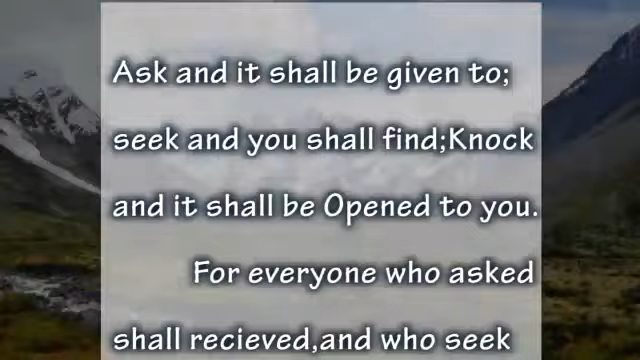 Ask and it shall be given to;
seek and you shall find;Knock
and it shall be Opened to you.
For everyone who asked
shall recieved,and who seek